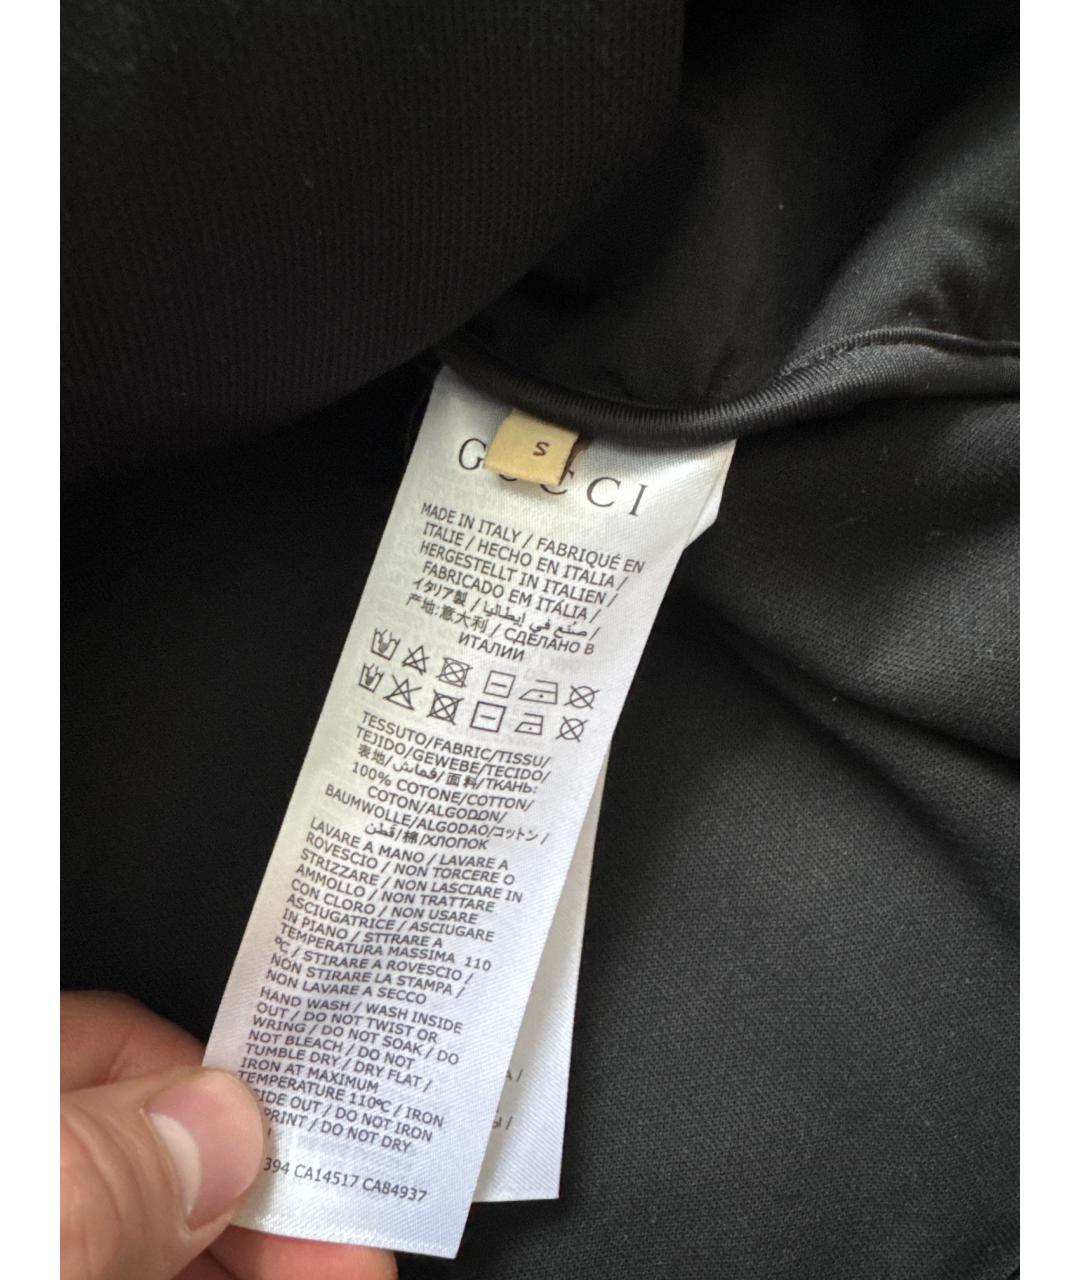 S
GUCCI
MADE IN ITALY / FABRIQUÉ EN
ITALIE / HECHO EN ITALIA /
HERGESTELLT IN ITALIEN /
FABRICADO EM ITÁLIA /
イタリア製 / صنع في إيطاليا /
产地:意大利 / СДЕЛАНО В
ИТАЛИИ
TESSUTO/FABRIC/TISSU/
TEJIDO/GEWEBE/TECIDO/
表地/قماش/面料/ТКАНЬ:
100% COTONE/COTTON/
COTON/ALGODON/
BAUMWOLLE/ALGODAO/コットン /
قطن/棉/ХЛОПОК
LAVARE A MANO / LAVARE A
ROVESCIO / NON TORCERE O
STRIZZARE / NON LASCIARE IN
AMMOLLO / NON TRATTARE
CON CLORO / NON USARE
ASCIUGATRICE / ASCIUGARE
IN PIANO / STIRARE A
TEMPERATURA MASSIMA 110
ºC / STIRARE A ROVESCIO /
NON STIRARE LA STAMPA /
NON LAVARE A SECCO
HAND WASH / WASH INSIDE
OUT / DO NOT TWIST OR
WRING / DO NOT SOAK / DO
NOT BLEACH / DO NOT
TUMBLE DRY / DRY FLAT /
IRON AT MAXIMUM
TEMPERATURE 110ºC / IRON
SIDE OUT / DO NOT IRON
PRINT / DO NOT DRY
394 CA14517 CA84937